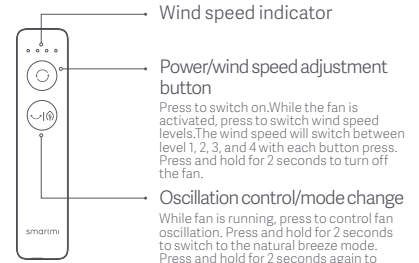 Wind speed indicator
Power/wind speed adjustment
button
Press to switch on.While the fan is
activated, press to switch wind speed
levels.The wind speed will switch between
level 1, 2, 3, and 4 with each button press.
Press and hold for 2 seconds to turn off
the fan.
Oscillation control/mode change
While fan is running, press to control fan
oscillation. Press and hold for 2 seconds
to switch to the natural breeze mode.
Press and hold for 2 seconds again to
smartmi